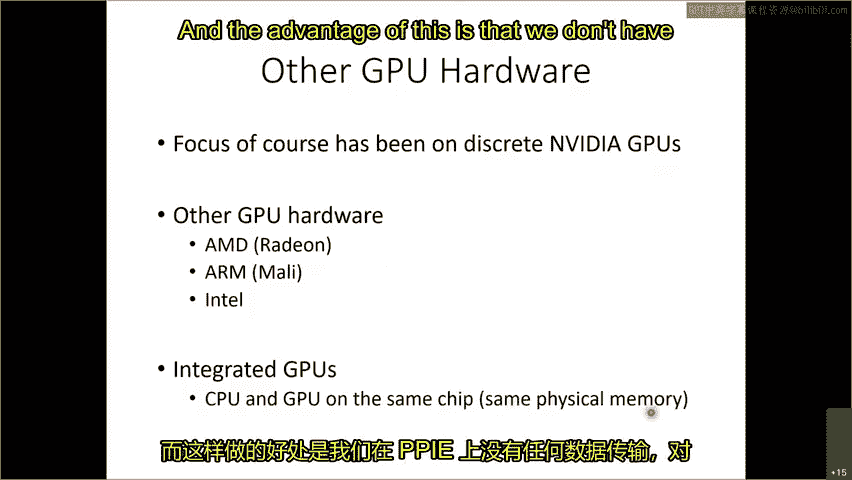 And the advantage of this is that we don't have
Other GPU Hardware
• Focus of course has been on discrete NVIDIA GPUs
• Other GPU hardware
• AMD (Radeon)
• ARM (Mali)
• Intel
• Integrated GPUs
• CPU and GPU on the same chip (same physical memory)
而这样做的好处是我们在 PPIE 上没有任何数据传输，对
+15